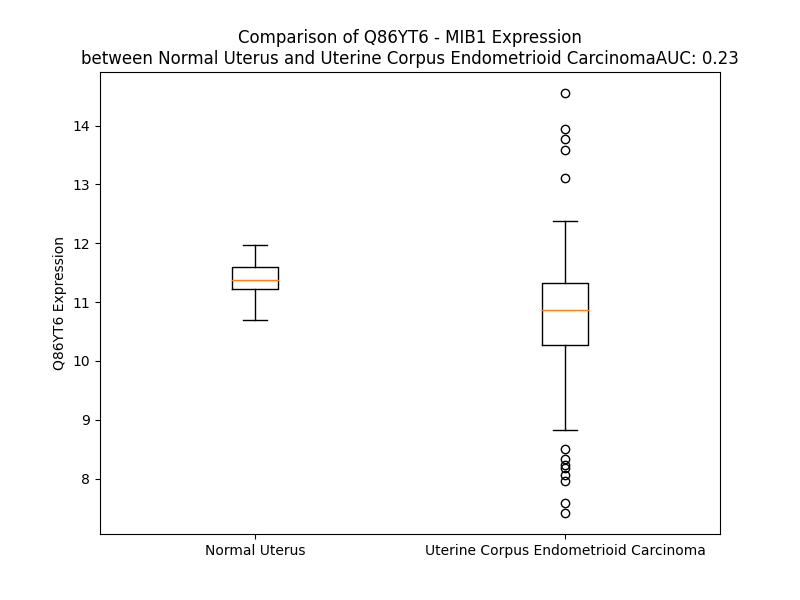 Comparison of Q86YT6 - MIB1 Expression
between Normal Uterus and Uterine Corpus Endometrioid CarcinomaAUC: 0.23
14
13
12
11
10
9
8
Q86YT6 Expression
Normal Uterus
Uterine Corpus Endometrioid Carcinoma